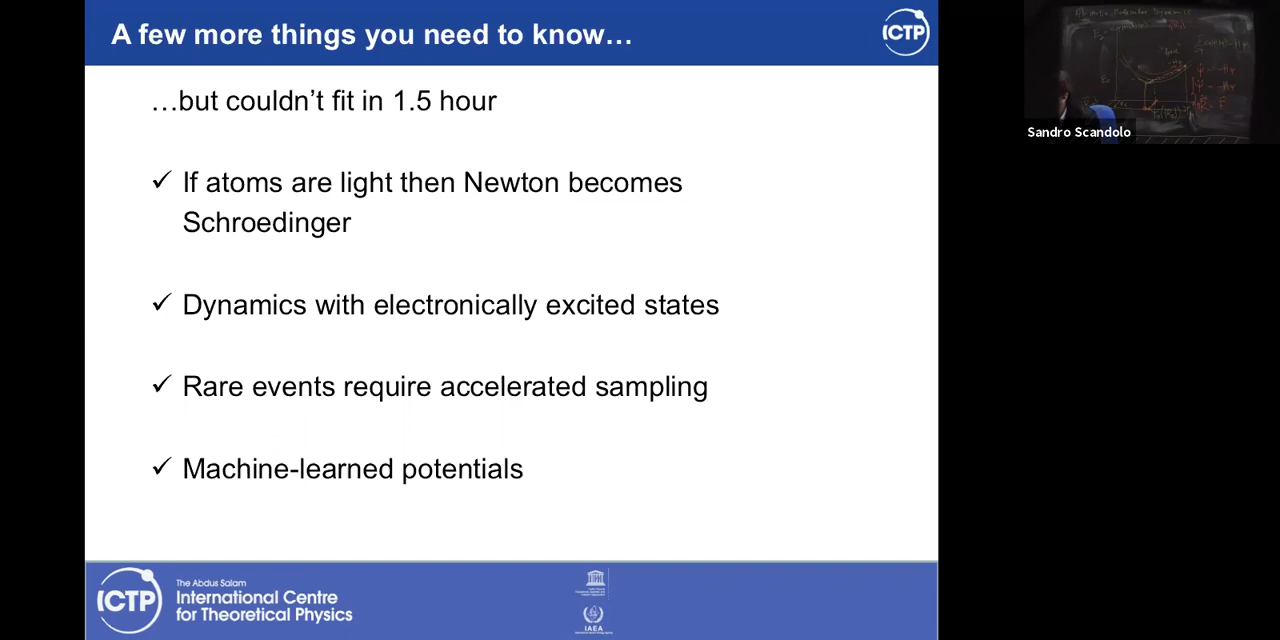 A few more things you need to know…
ICTP
…but couldn’t fit in 1.5 hour
✓ If atoms are light then Newton becomes
Schroedinger
✓ Dynamics with electronically excited states
✓ Rare events require accelerated sampling
✓ Machine-learned potentials
Sandro Scandolo
ICTP
The Abdus Salam
International Centre
for Theoretical Physics
IAEA